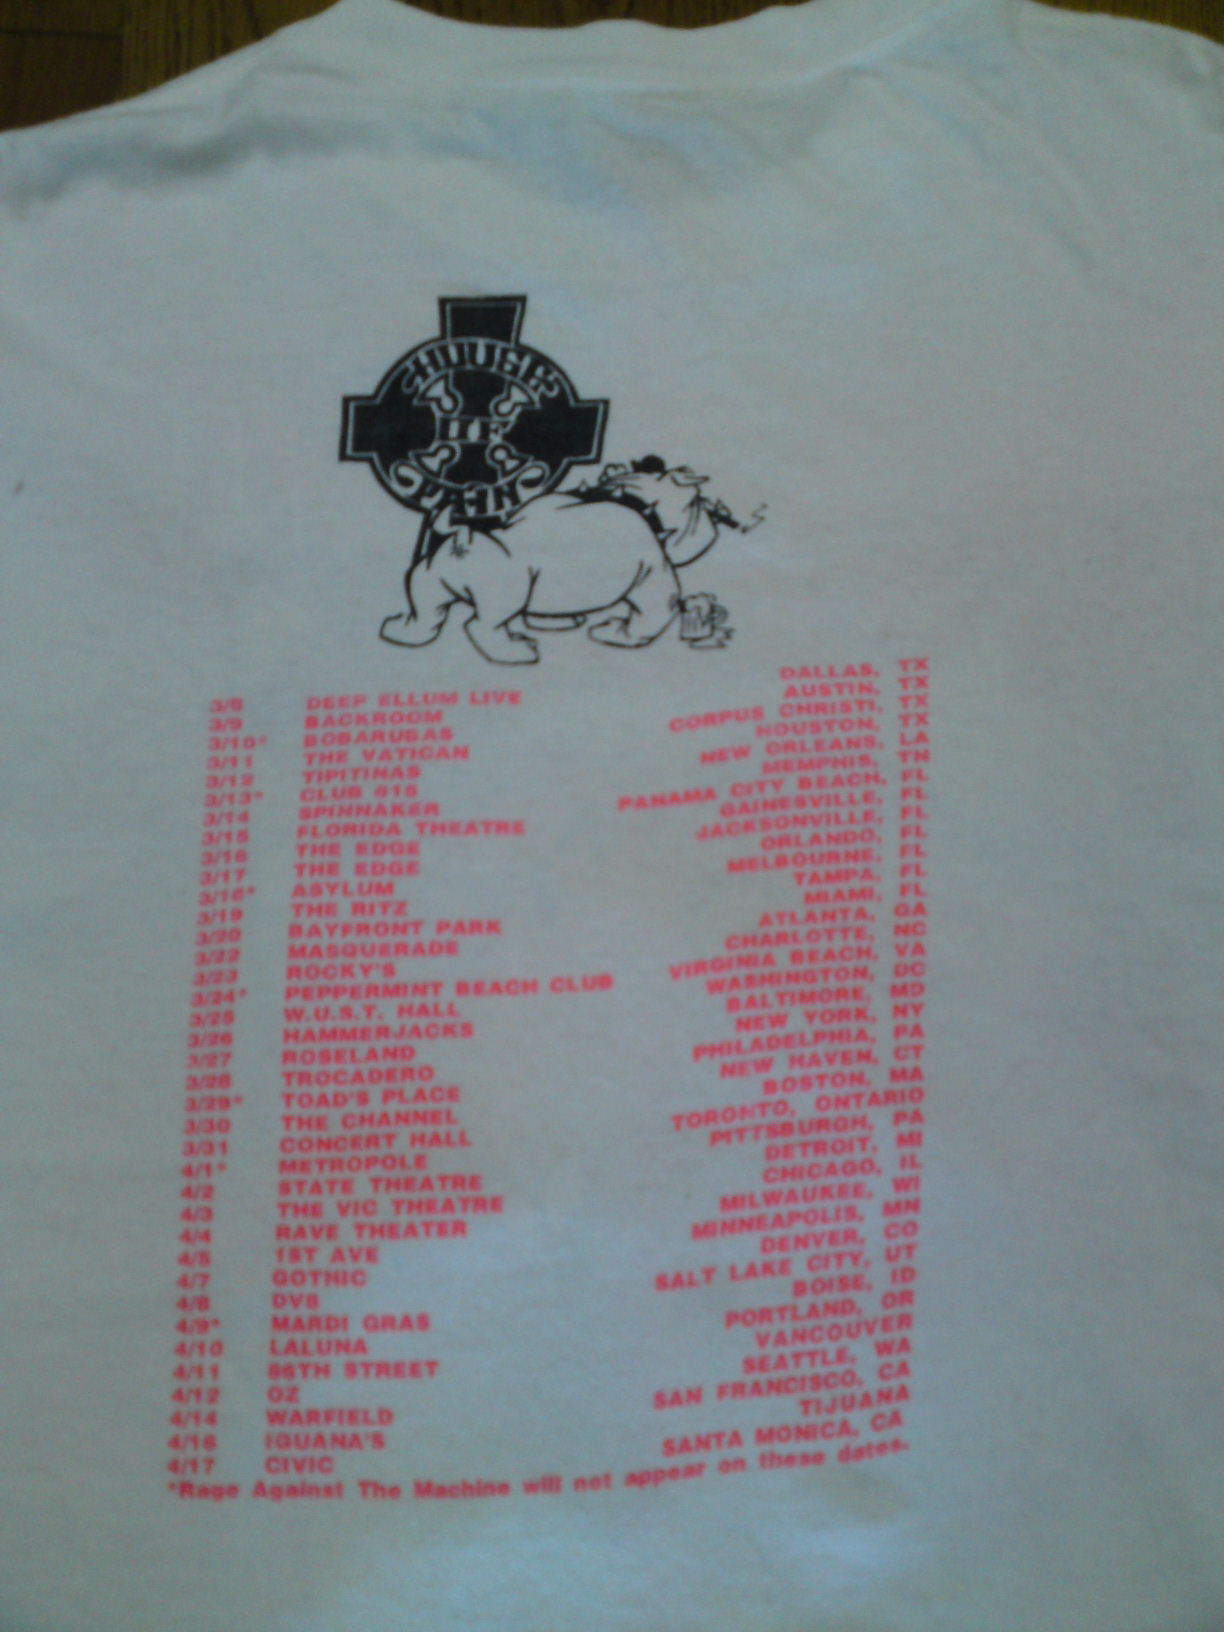 HOUSE
OF
PAIN
3/8 DEEP ELLUM LIVE DALLAS, TX
3/9 BACKROOM AUSTIN, TX
3/10* BOBARUBAS CORPUS CHRISTI, TX
3/11 THE VATICAN HOUSTON, TX
3/12 TIPITINAS NEW ORLEANS, LA
3/13* CLUB 616 MEMPHIS, TN
3/14 SPINNAKER PANAMA CITY BEACH, FL
3/15 FLORIDA THEATRE GAINESVILLE, FL
3/16 THE EDGE JACKSONVILLE, FL
3/17 THE EDGE ORLANDO, FL
3/18* ASYLUM MELBOURNE, FL
3/19 THE RITZ TAMPA, FL
3/20 BAYFRONT PARK MIAMI, FL
3/22 MASQUERADE ATLANTA, GA
3/23 ROCKY'S CHARLOTTE, NC
3/24* PEPPERMINT BEACH CLUB VIRGINIA BEACH, VA
3/25 W.U.S.T. HALL WASHINGTON, DC
3/26 HAMMERJACKS BALTIMORE, MD
3/27 ROSELAND NEW YORK, NY
3/28 TROCADERO PHILADELPHIA, PA
3/29* TOAD'S PLACE NEW HAVEN, CT
3/30 THE CHANNEL BOSTON, MA
3/31 CONCERT HALL TORONTO, ONTARIO
4/1* METROPOLE PITTSBURGH, PA
4/2 STATE THEATRE DETROIT, MI
4/3 THE VIC THEATRE CHICAGO, IL
4/4 RAVE THEATER MILWAUKEE, WI
4/5 1ST AVE MINNEAPOLIS, MN
4/7 GOTHIC DENVER, CO
4/8 DV8 SALT LAKE CITY, UT
4/9* MARDI GRAS BOISE, ID
4/10 LALUNA PORTLAND, OR
4/11 86TH STREET VANCOUVER
4/12 OZ SEATTLE, WA
4/14 WARFIELD SAN FRANCISCO, CA
4/16 IGUANA'S TIJUANA
4/17 CIVIC SANTA MONICA, CA
*Rage Against The Machine will not appear on these dates.